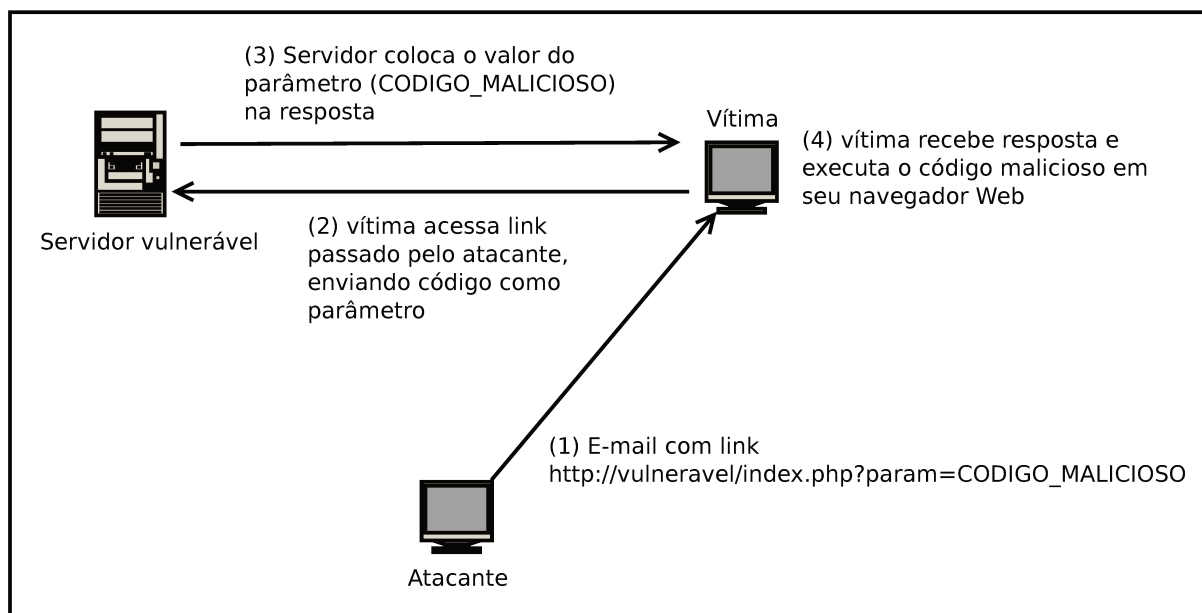 (3) Servidor coloca o valor do
parâmetro (CODIGO_MALICIOSO)
na resposta
Vítima
(4) vítima recebe resposta e
executa o código malicioso em
seu navegador Web
Servidor vulnerável
(2) vítima acessa link
passado pelo atacante,
enviando código como
parâmetro
(1) E-mail com link
http://vulneravel/index.php?param=CODIGO_MALICIOSO
Atacante